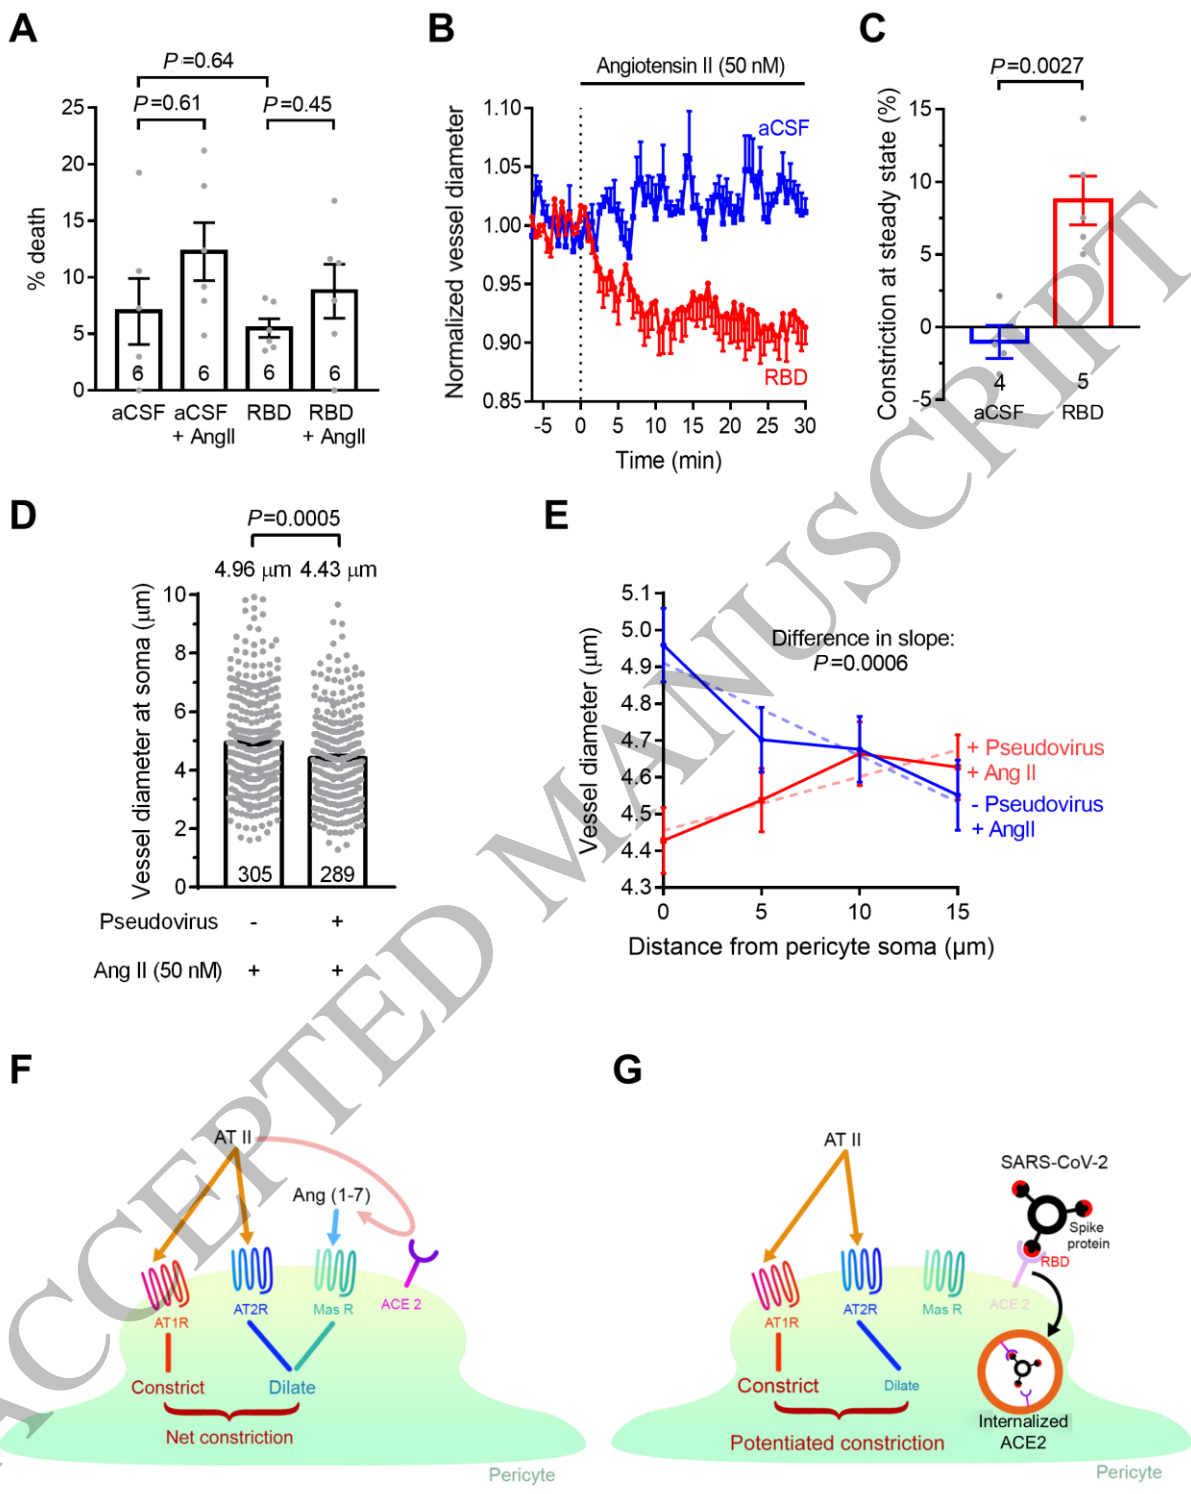 A
P=0.64
P=0.61
P=0.45
% death
25
20
15
10
5
0
6
6
6
6
aCSF
aCSF
+ AngII
RBD
RBD
+ AngII
B
Angiotensin II (50 nM)
Normalized vessel diameter
1.10
1.05
1.00
0.95
0.90
0.85
aCSF
RBD
-5
0
5
10
15
20
25
30
Time (min)
C
P=0.0027
Constriction at steady state (%)
15
10
5
0
-5
4
5
aCSF
RBD
D
P=0.0005
4.96 µm
4.43 µm
Vessel diameter at soma (µm)
10
8
6
4
2
0
305
289
Pseudovirus
-
+
Ang II (50 nM)
+
+
E
Vessel diameter (µm)
5.1
5.0
4.9
4.8
4.7
4.6
4.5
4.4
4.3
Difference in slope:
P=0.0006
+ Pseudovirus
+ Ang II
- Pseudovirus
+ AngII
0
5
10
15
Distance from pericyte soma (µm)
F
AT II
Ang (1-7)
AT1R
AT2R
Mas R
ACE 2
Constrict
Dilate
Net constriction
Pericyte
G
AT II
SARS-CoV-2
Spike
protein
RBD
AT1R
AT2R
Mas R
ACE 2
Constrict
Dilate
Potentiated constriction
Internalized
ACE2
Pericyte
ACCEPTED MANUSCRIPT